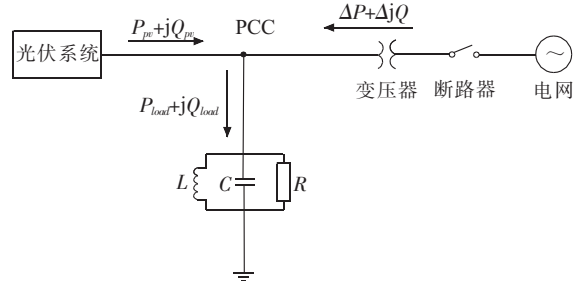 P_pv+jQ_pv
PCC
ΔP+ΔjQ
光伏系统
变压器
断路器
~
电网
P_load+jQ_load
L
C
R